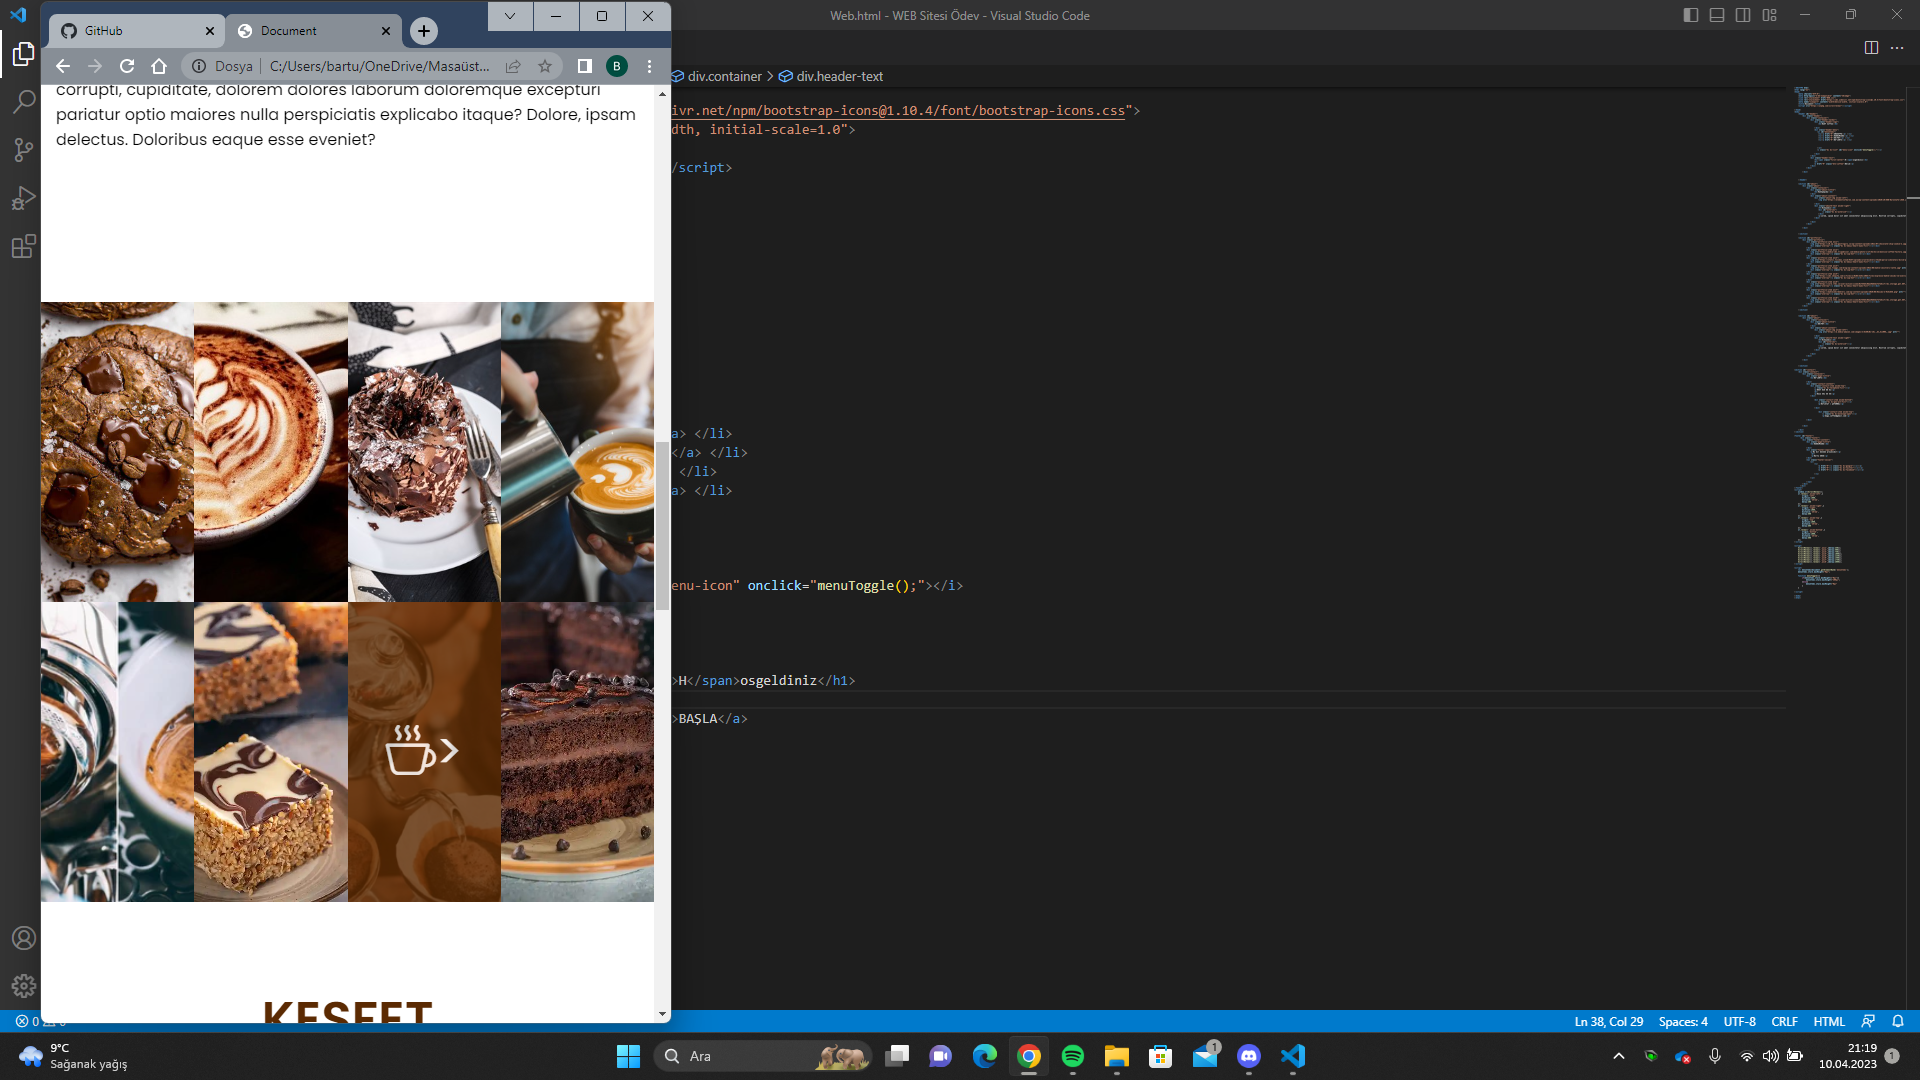 Web.html - WEB Sitesi Ödev - Visual Studio Code
GitHub
Document
Dosya
C:/Users/bartu/OneDrive/Masaüst...
B
div.container
div.header-text
corrupti, cupiditate, dolorem dolores laborum doloremque excepturi
pariatur optio maiores nulla perspiciatis explicabo itaque? Dolore, ipsam
delectus. Doloribus eaque esse eveniet?
ivr.net/npm/bootstrap-icons@1.10.4/font/bootstrap-icons.css">
dth, initial-scale=1.0">
/script>
a> </li>
</a> </li>
</li>
a> </li>
enu-icon" onclick="menuToggle();"></i>
>H</span>osgeldiniz</h1>
>BAŞLA</a>
KEŞFET
0
Ln 38, Col 29
Spaces: 4
UTF-8
CRLF
HTML
9°C
Sağanak yağış
Ara
1
21:19
10.04.2023
1